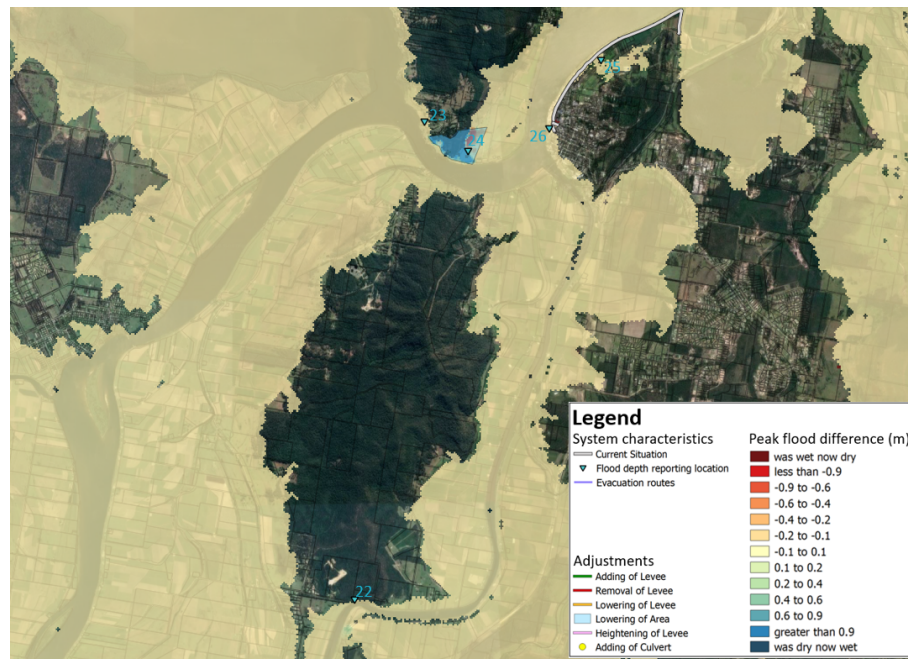 25
23
24
26
22
Legend
System characteristics
Current Situation
Flood depth reporting location
Evacuation routes
Adjustments
Adding of Levee
Removal of Levee
Lowering of Levee
Lowering of Area
Heightening of Levee
Adding of Culvert
Peak flood difference (m)
was wet now dry
less than -0.9
-0.9 to -0.6
-0.6 to -0.4
-0.4 to -0.2
-0.2 to -0.1
-0.1 to 0.1
0.1 to 0.2
0.2 to 0.4
0.4 to 0.6
0.6 to 0.9
greater than 0.9
was dry now wet